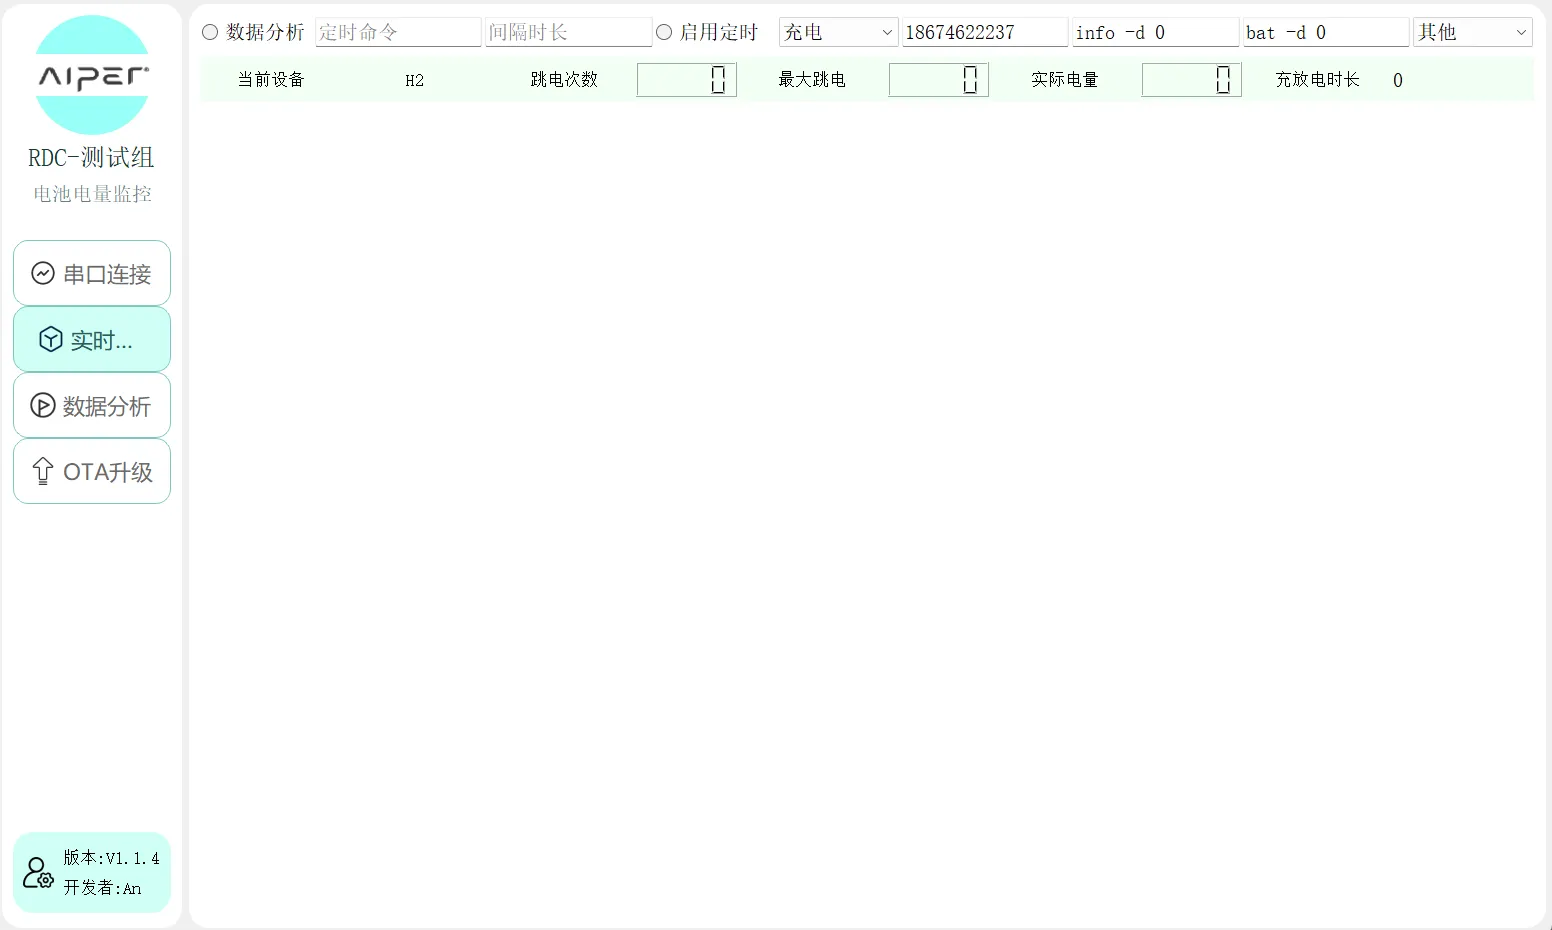 AIPER
RDC-测试组
电池电量监控
串口连接
实时...
数据分析
OTA升级
版本:V1.1.4
开发者:An
数据分析 定时命令 间隔时长 启用定时 充电 18674622237 info -d 0 bat -d 0 其他
当前设备 H2 跳电次数 0 最大跳电 0 实际电量 0 充放电时长 0